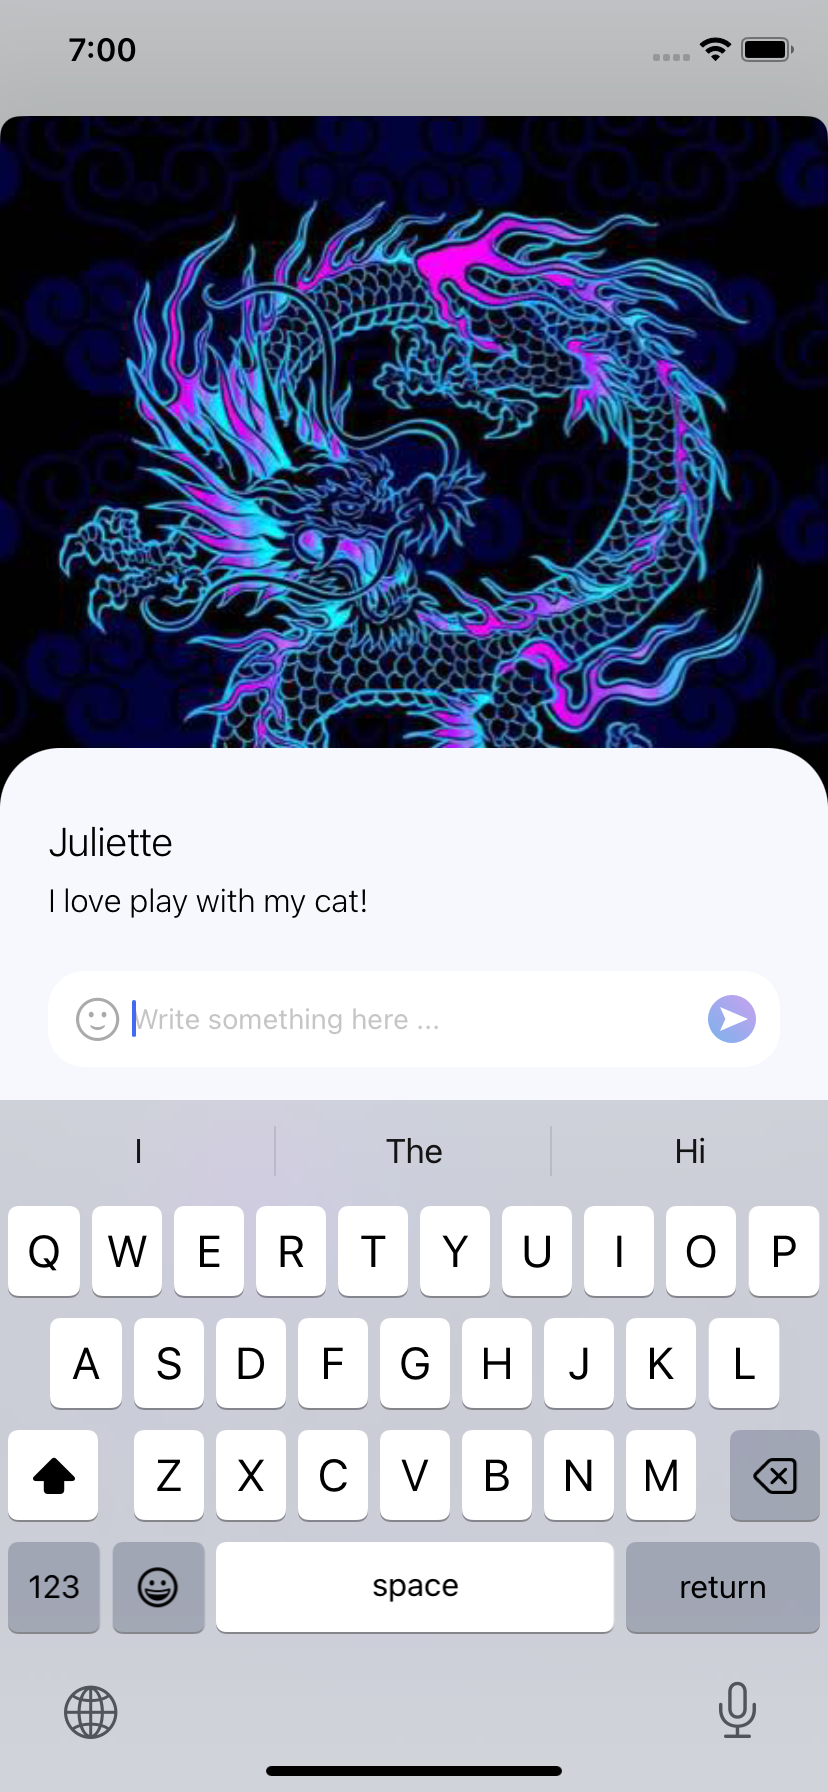 7:00
Juliette
I love play with my cat!
Write something here ...
I The Hi
Q W E R T Y U I O P
A S D F G H J K L
Z X C V B N M
123 space return